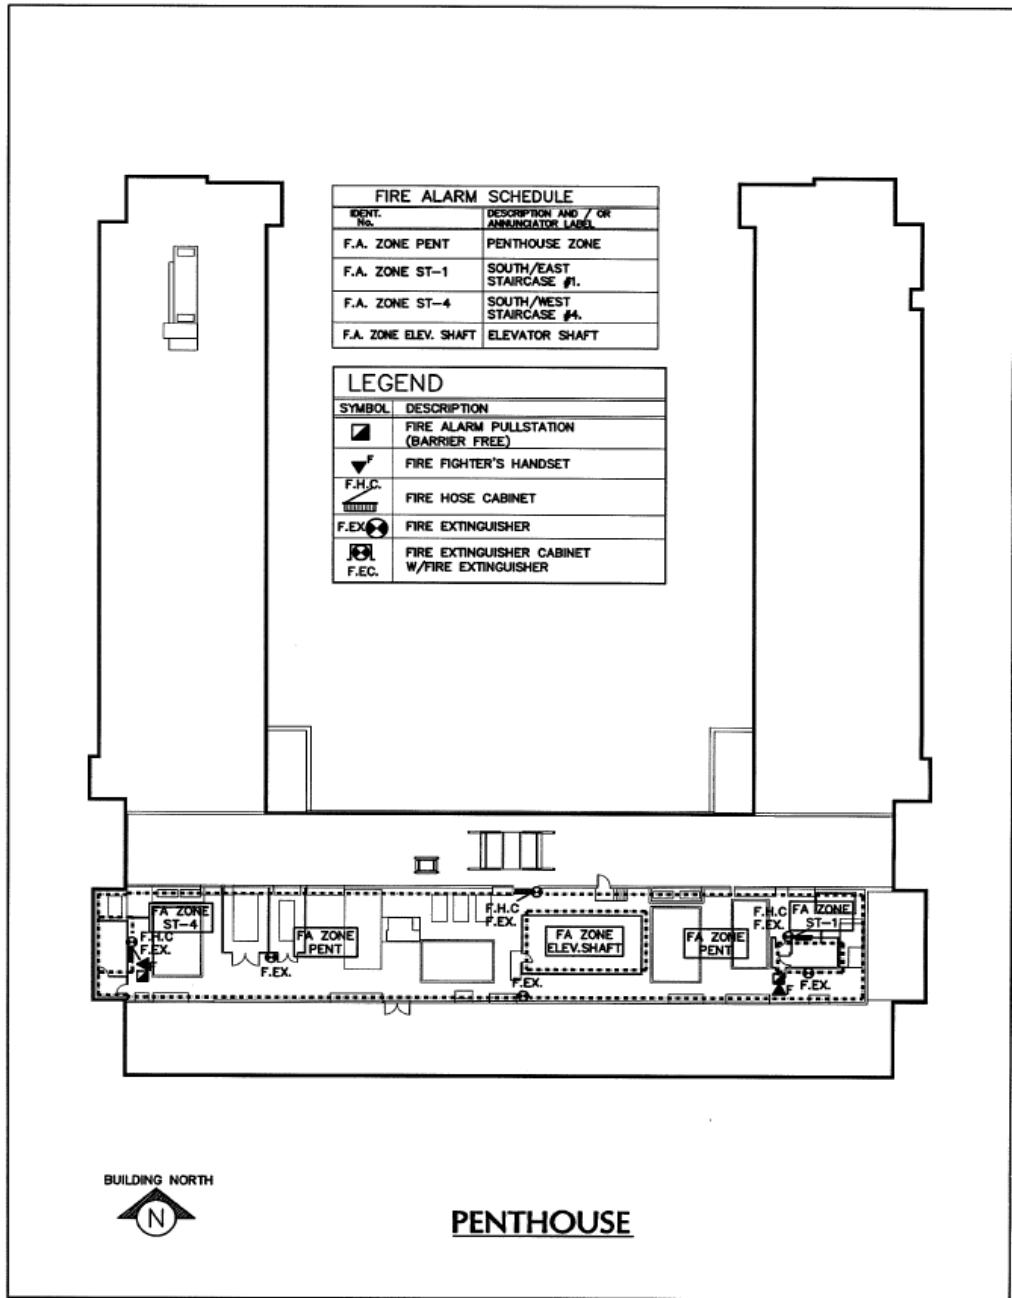 FIRE ALARM SCHEDULE
IDENT. No.
DESCRIPTION AND / OR
ANNUNCIATOR LABEL
F.A. ZONE PENT
PENTHOUSE ZONE
F.A. ZONE ST-1
SOUTH/EAST
STAIRCASE #1.
F.A. ZONE ST-4
SOUTH/WEST
STAIRCASE #4.
F.A. ZONE ELEV. SHAFT
ELEVATOR SHAFT
LEGEND
SYMBOL
DESCRIPTION
FIRE ALARM PULLSTATION
(BARRIER FREE)
F
FIRE FIGHTER'S HANDSET
F.H.C.
FIRE HOSE CABINET
F.EX
FIRE EXTINGUISHER
F.EC.
FIRE EXTINGUISHER CABINET
W/FIRE EXTINGUISHER
FA ZONE
ST-4
F.H.C
F.EX.
F
FA ZONE
PENT
F.EX.
F.H.C
F.EX.
FA ZONE
ELEV.SHAFT
F.EX.
FA ZONE
PENT
F.H.C
F.EX.
FA ZONE
ST-1
F
F.EX.
BUILDING NORTH
N
PENTHOUSE